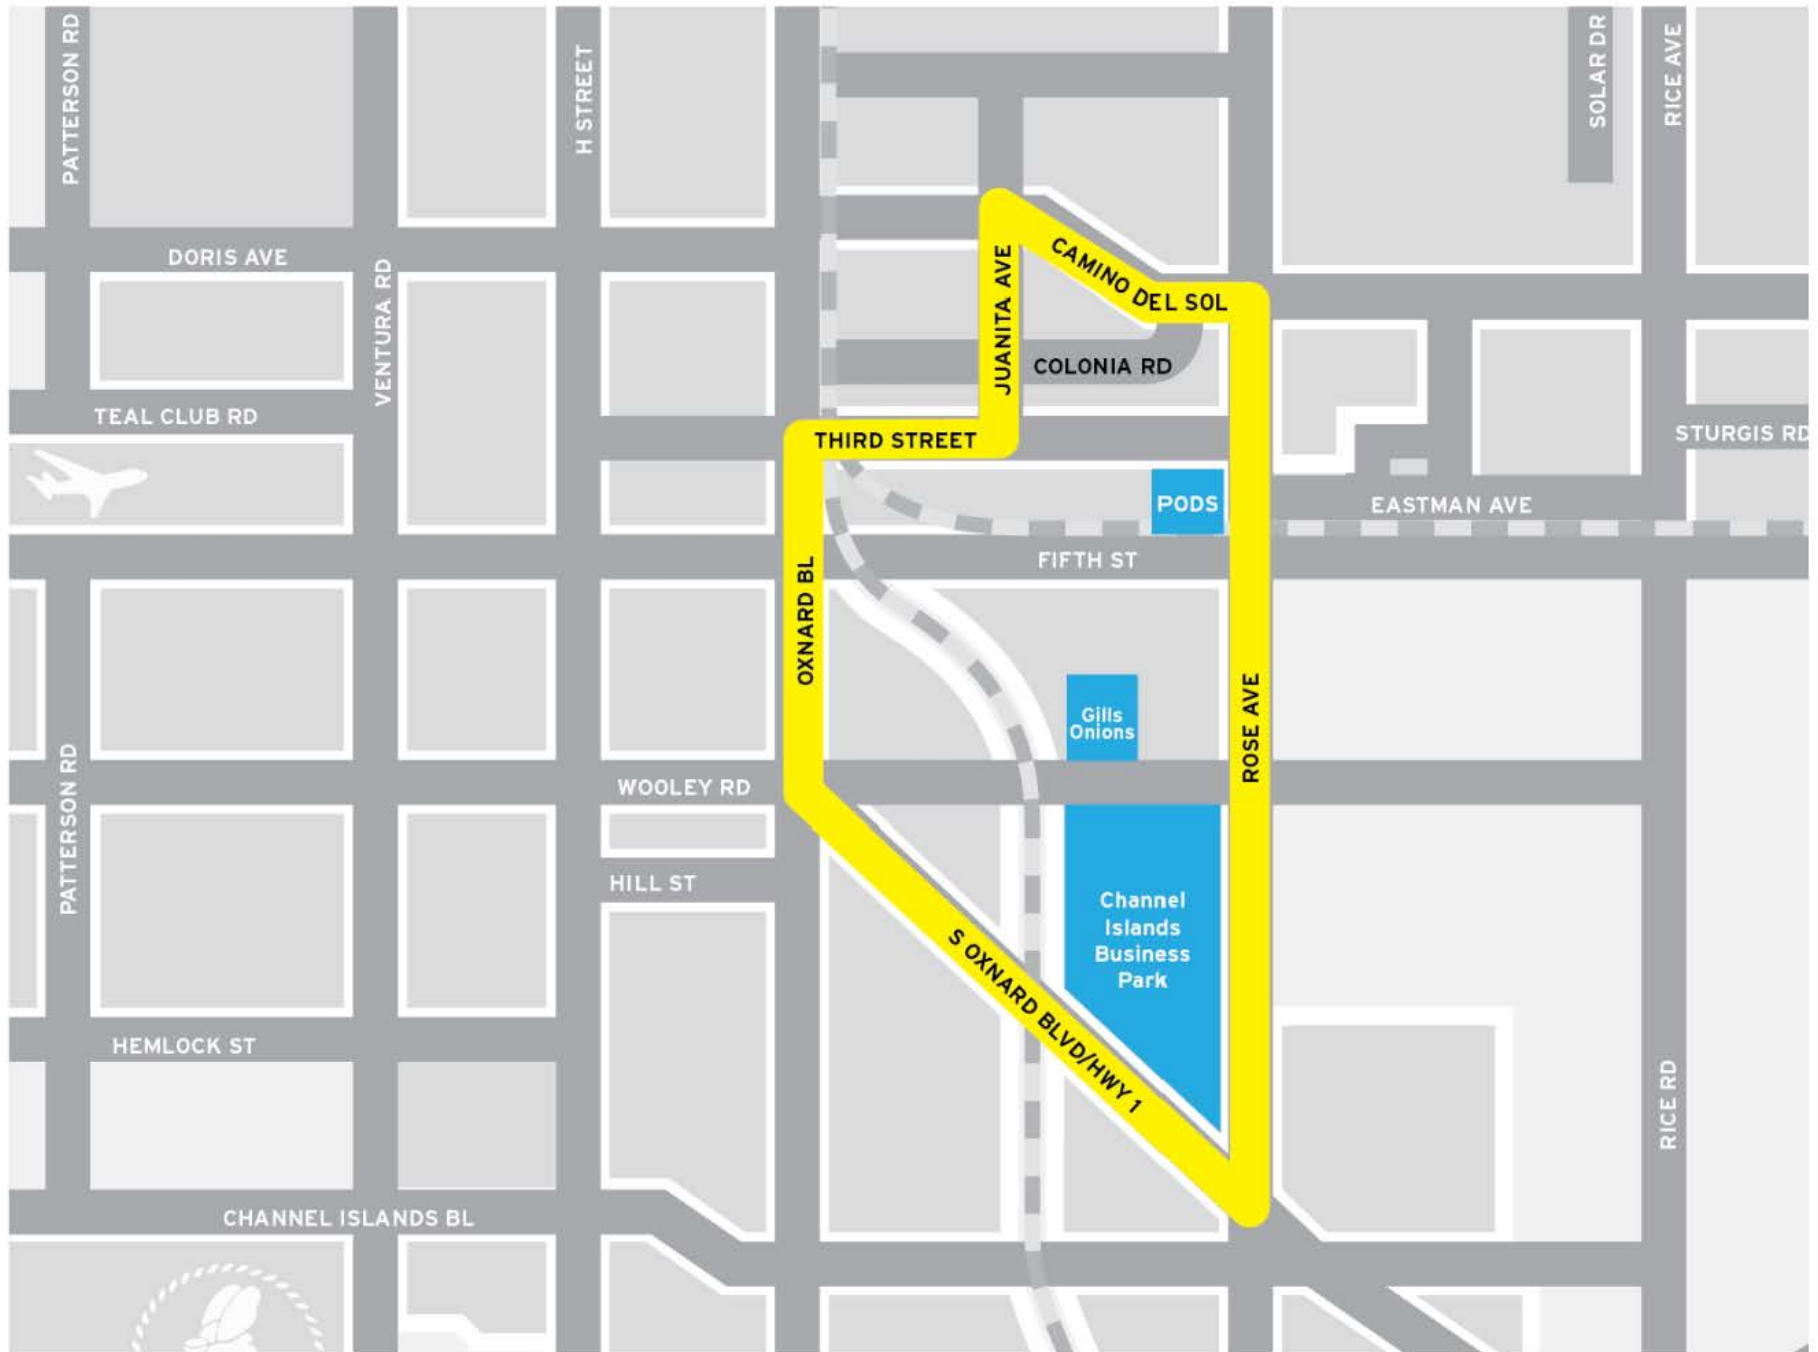 PATTERSON RD
H STREET
SOLAR DR
RICE AVE
DORIS AVE
VENTURA RD
JUANITA AVE
CAMINO DEL SOL
COLONIA RD
TEAL CLUB RD
THIRD STREET
STURGIS RD
PODS
EASTMAN AVE
FIFTH ST
OXNARD BL
Gills
Onions
ROSE AVE
WOOLEY RD
PATTERSON RD
HILL ST
Channel
Islands
Business
Park
S OXNARD BLVD/HWY 1
HEMLOCK ST
RICE RD
CHANNEL ISLANDS BL